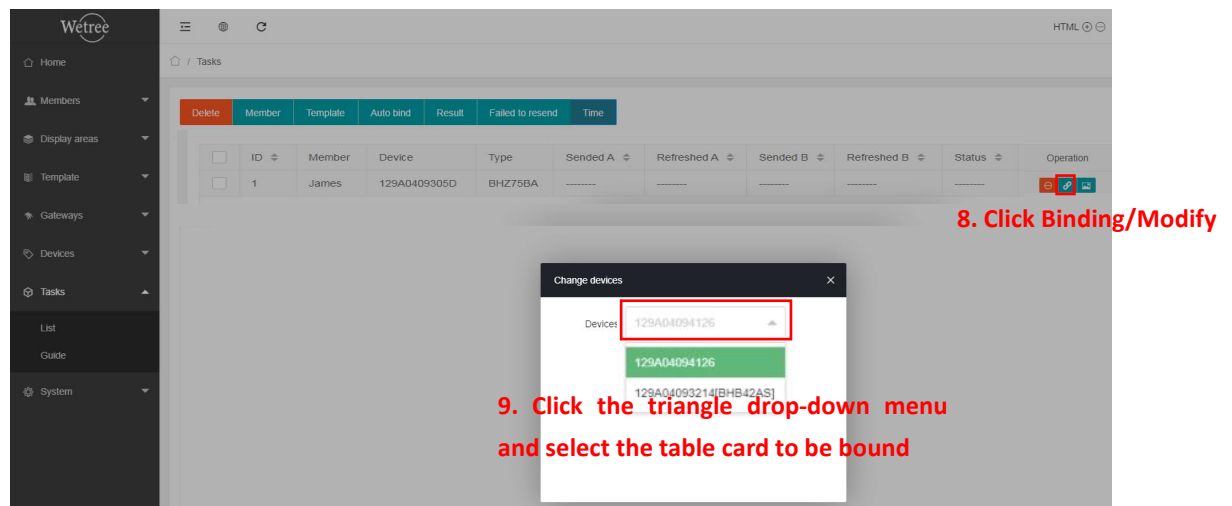 Wetree
HTML
Home
/ Tasks
Members
Delete Member Template Auto bind Result Failed to resend Time
Display areas
ID Member Device Type Sended A Refreshed A Sended B Refreshed B Status Operation
Template
1 James 129A0409305D BHZ75BA -------- -------- -------- -------- --------
Gateways
8. Click Binding/Modify
Devices
Change devices
Tasks
Devices 129A04094126
List
Guide
129A04094126
System
129A04093214[BHB42AS]
9. Click the triangle drop-down menu
and select the table card to be bound